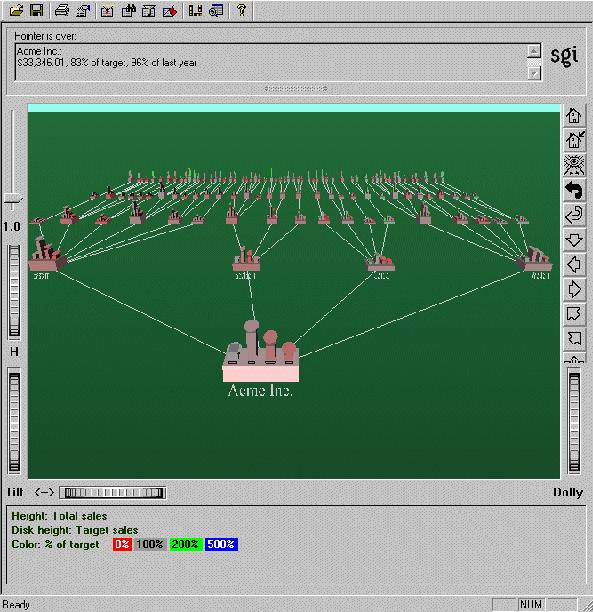 Pointer is over:
Acme Inc.:
$33,346.01, 83% of target, 96% of last year
sgi
1.0
H
Acme Inc.
Tilt <-> Dolly
Height: Total sales
Disk height: Target sales
Color: % of target 0% 100% 200% 500%
Ready NUM